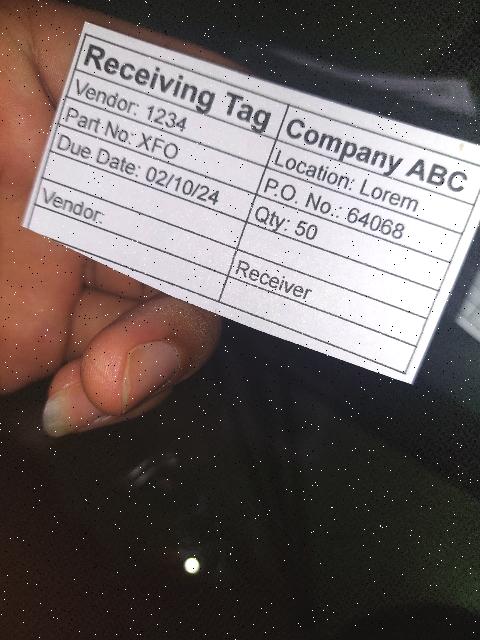 Receiving Tag
Vendor: 1234
Part No: XFO
Due Date: 02/10/24
Vendor:
Company ABC
Location: Lorem
P.O. No.: 64068
Qty: 50
Receiver